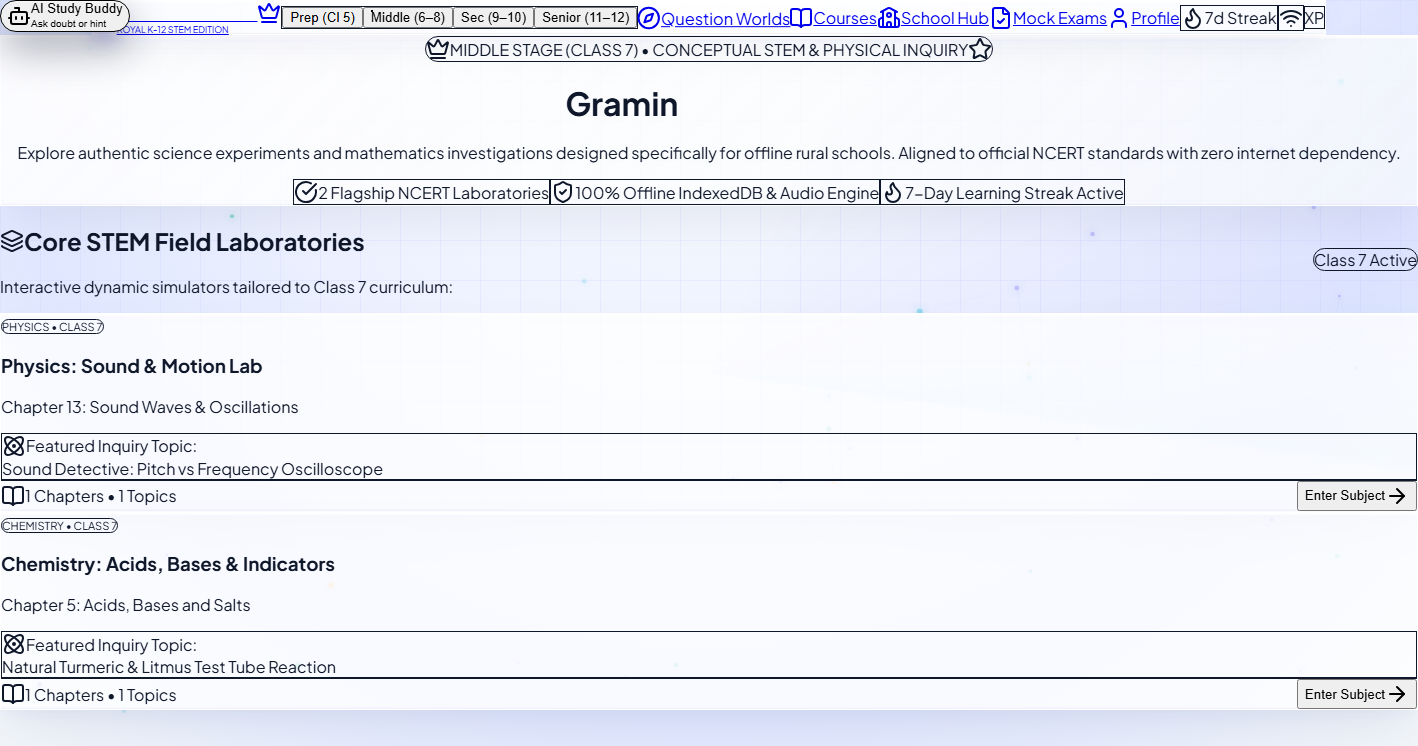 AI Study Buddy
Ask doubt or hint
ROYAL K-12 STEM EDITION
Prep (Cl 5) Middle (6–8) Sec (9–10) Senior (11–12) Question Worlds Courses School Hub Mock Exams Profile 7d Streak XP
MIDDLE STAGE (CLASS 7) • CONCEPTUAL STEM & PHYSICAL INQUIRY
Gramin
Explore authentic science experiments and mathematics investigations designed specifically for offline rural schools. Aligned to official NCERT standards with zero internet dependency.
2 Flagship NCERT Laboratories 100% Offline IndexedDB & Audio Engine 7-Day Learning Streak Active
Core STEM Field Laboratories
Class 7 Active
Interactive dynamic simulators tailored to Class 7 curriculum:
PHYSICS • CLASS 7
Physics: Sound & Motion Lab
Chapter 13: Sound Waves & Oscillations
Featured Inquiry Topic:
Sound Detective: Pitch vs Frequency Oscilloscope
1 Chapters • 1 Topics Enter Subject
CHEMISTRY • CLASS 7
Chemistry: Acids, Bases & Indicators
Chapter 5: Acids, Bases and Salts
Featured Inquiry Topic:
Natural Turmeric & Litmus Test Tube Reaction
1 Chapters • 1 Topics Enter Subject